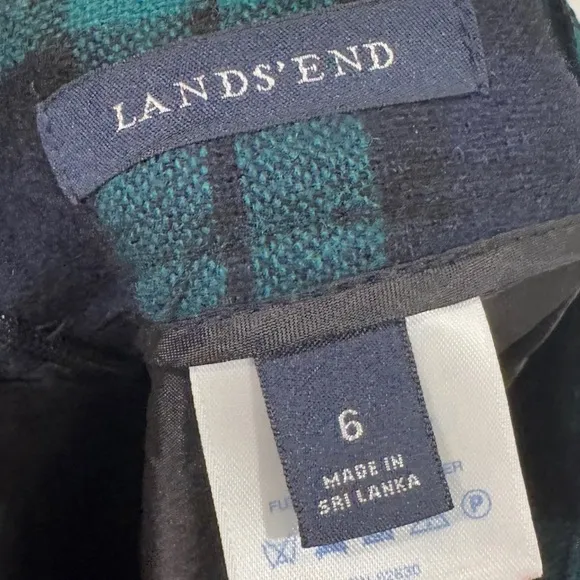 LANDS' END
6
MADE IN
SRI LANKA
P